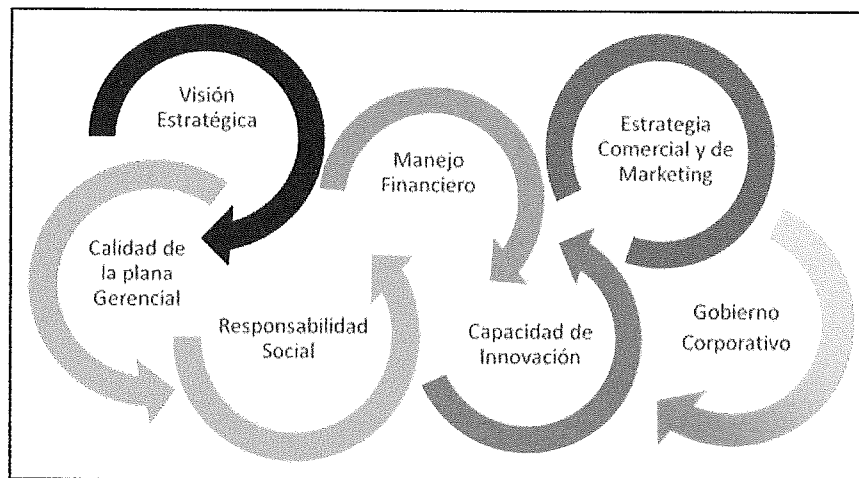 Visión
Estratégica
Calidad de
la plana
Gerencial
Responsabilidad
Social
Manejo
Financiero
Capacidad de
Innovación
Estrategia
Comercial y de
Marketing
Gobierno
Corporativo